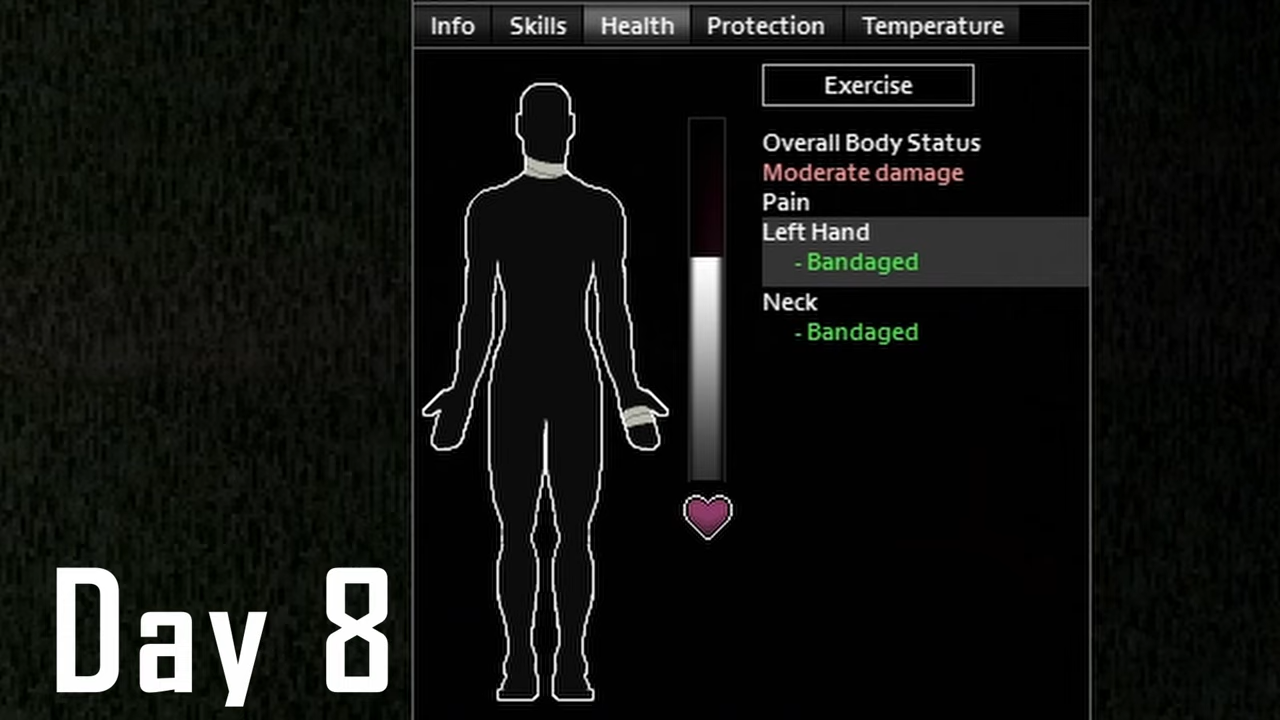 Info Skills Health Protection Temperature
Exercise
Overall Body Status
Moderate damage
Pain
Left Hand
- Bandaged
Neck
- Bandaged
Day 8